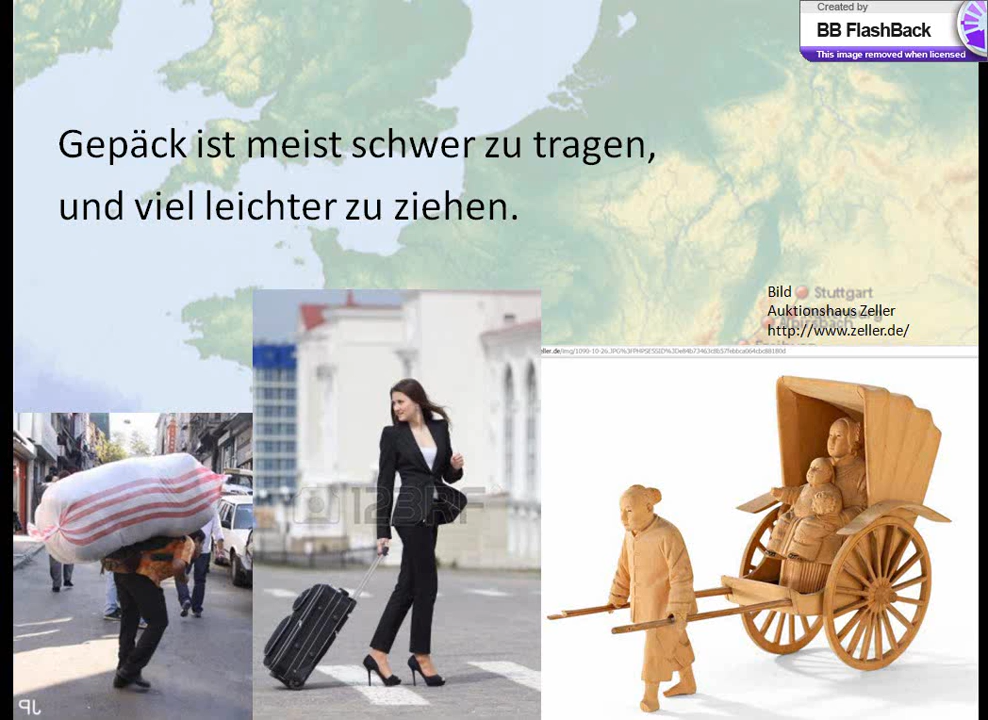 Created by
BB FlashBack
This image removed when licensed
Gepäck ist meist schwer zu tragen,
und viel leichter zu ziehen.
Bild
Stuttgart
Auktionshaus Zeller
http://www.zeller.de/
123RF
JP